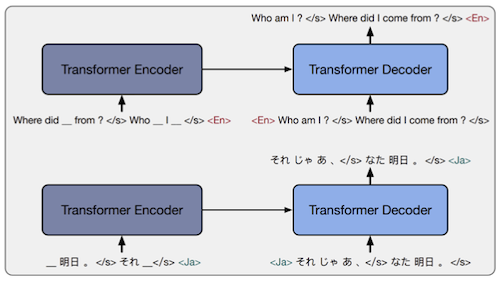 Who am I ? </s> Where did I come from ? </s> <En>
Transformer Encoder
Transformer Decoder
Where did __ from ? </s> Who __ I __ </s> <En>
<En> Who am I ? </s> Where did I come from ? </s>
それ じゃ あ 、</s> なた 明日 。 </s> <Ja>
Transformer Encoder
Transformer Decoder
__ 明日 。 </s> それ __</s> <Ja>
<Ja> それ じゃ あ 、</s> なた 明日 。 </s>